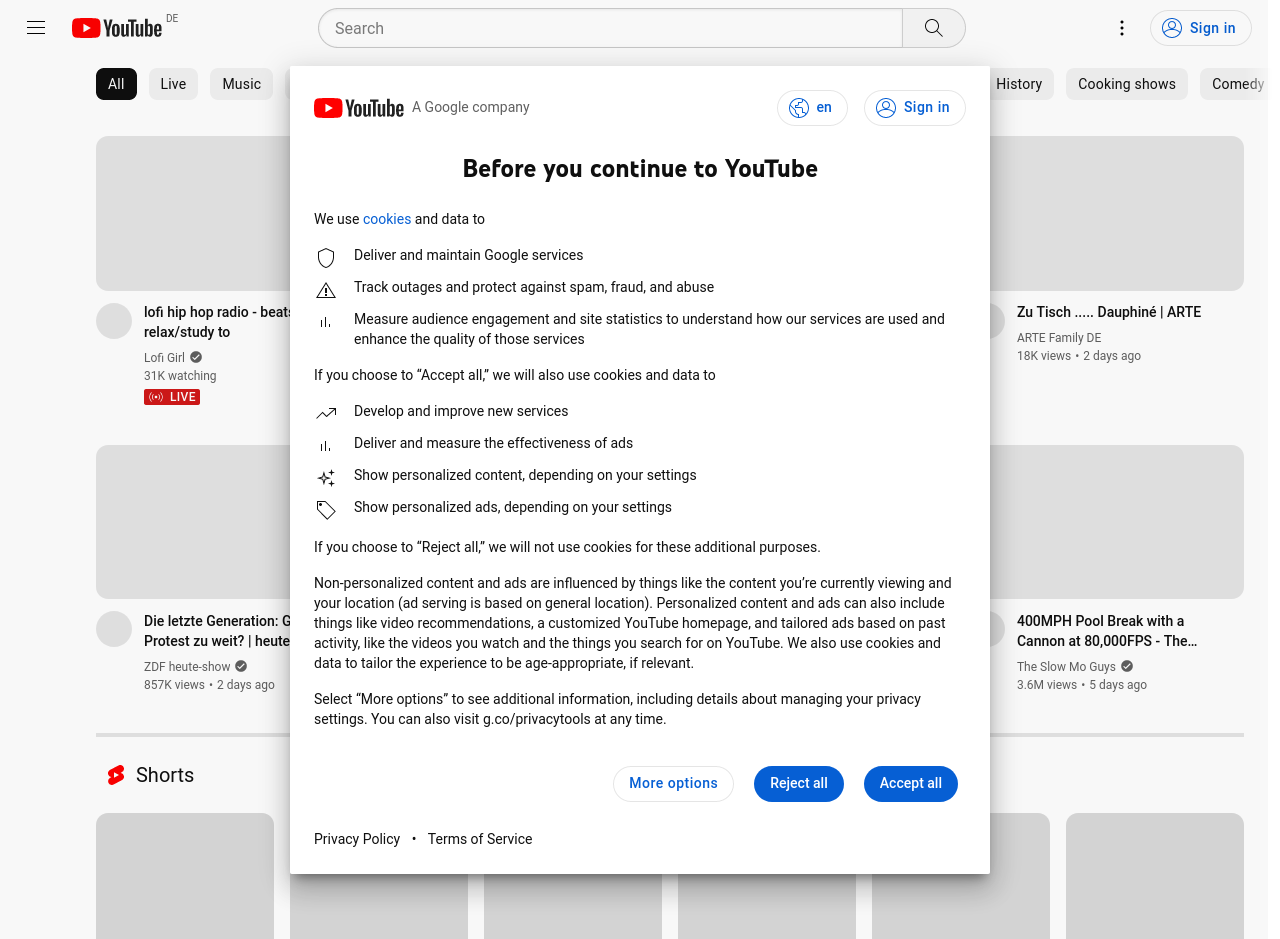 YouTube DE
Search
Sign in
All
Live
Music
History
Cooking shows
Comedy
YouTube A Google company
en
Sign in
Before you continue to YouTube
We use cookies and data to
Deliver and maintain Google services
Track outages and protect against spam, fraud, and abuse
Measure audience engagement and site statistics to understand how our services are used and
enhance the quality of those services
If you choose to “Accept all,” we will also use cookies and data to
Develop and improve new services
Deliver and measure the effectiveness of ads
Show personalized content, depending on your settings
Show personalized ads, depending on your settings
If you choose to “Reject all,” we will not use cookies for these additional purposes.
Non-personalized content and ads are influenced by things like the content you’re currently viewing and
your location (ad serving is based on general location). Personalized content and ads can also include
things like video recommendations, a customized YouTube homepage, and tailored ads based on past
activity, like the videos you watch and the things you search for on YouTube. We also use cookies and
data to tailor the experience to be age-appropriate, if relevant.
Select “More options” to see additional information, including details about managing your privacy
settings. You can also visit g.co/privacytools at any time.
More options
Reject all
Accept all
Privacy Policy • Terms of Service
lofi hip hop radio - beats
relax/study to
Lofi Girl
31K watching
LIVE
Zu Tisch ..... Dauphiné | ARTE
ARTE Family DE
18K views • 2 days ago
Die letzte Generation: G
Protest zu weit? | heute
ZDF heute-show
857K views • 2 days ago
400MPH Pool Break with a
Cannon at 80,000FPS - The…
The Slow Mo Guys
3.6M views • 5 days ago
Shorts